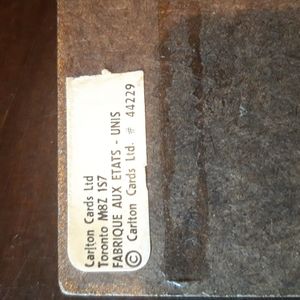 Carlton Cards Ltd
Toronto M8Z 1S7
FABRIQUE AUX ETATS - UNIS
© Carlton Cards Ltd. # 44229